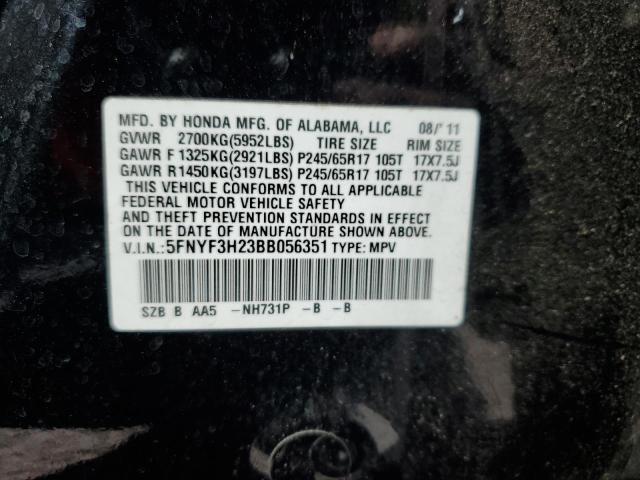 MFD. BY HONDA MFG. OF ALABAMA, LLC 08/'11
GVWR 2700KG(5952LBS) TIRE SIZE RIM SIZE
GAWR F 1325KG(2921LBS) P245/65R17 105T 17X7.5J
GAWR R1450KG(3197LBS) P245/65R17 105T 17X7.5J
THIS VEHICLE CONFORMS TO ALL APPLICABLE
FEDERAL MOTOR VEHICLE SAFETY
AND THEFT PREVENTION STANDARDS IN EFFECT
ON THE DATE OF MANUFACTURE SHOWN ABOVE.
V.I.N.:5FNYF3H23BB056351 TYPE: MPV
SZB B AA5 -NH731P -B -B